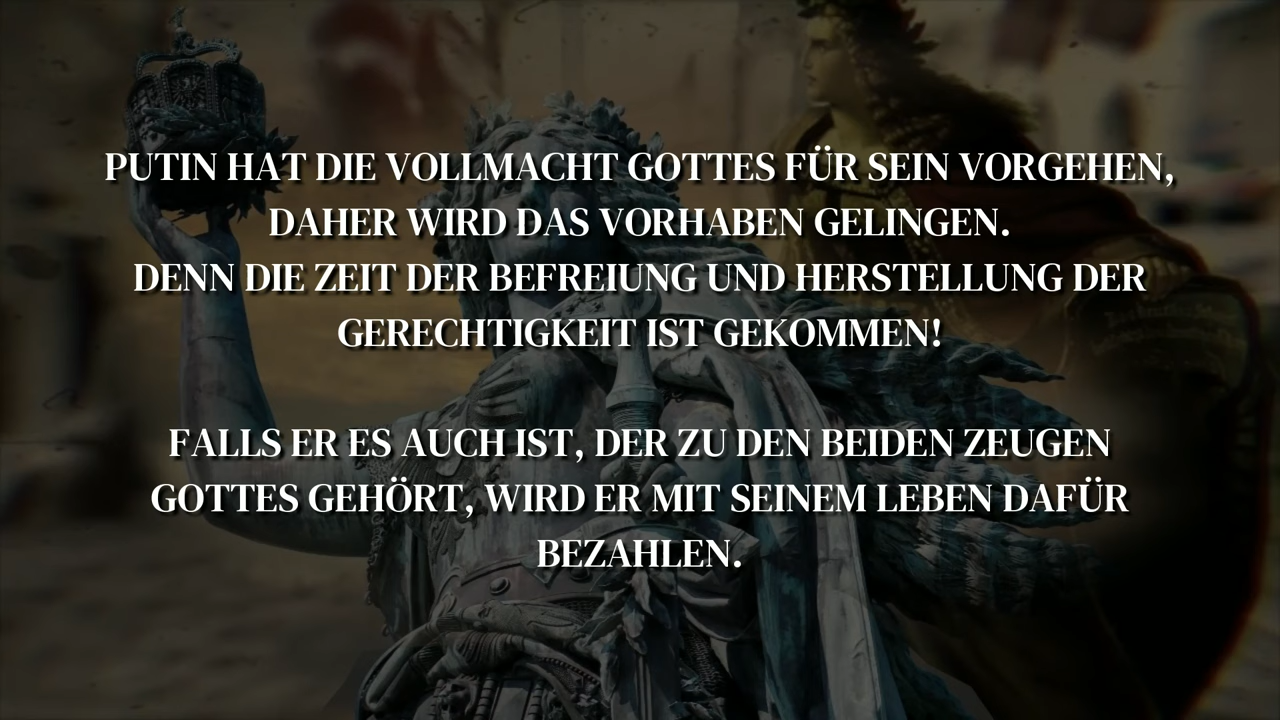 PUTIN HAT DIE VOLLMACHT GOTTES FÜR SEIN VORGEHEN,
DAHER WIRD DAS VORHABEN GELINGEN.
DENN DIE ZEIT DER BEFREIUNG UND HERSTELLUNG DER
GERECHTIGKEIT IST GEKOMMEN!
FALLS ER ES AUCH IST, DER ZU DEN BEIDEN ZEUGEN
GOTTES GEHÖRT, WIRD ER MIT SEINEM LEBEN DAFÜR
BEZAHLEN.